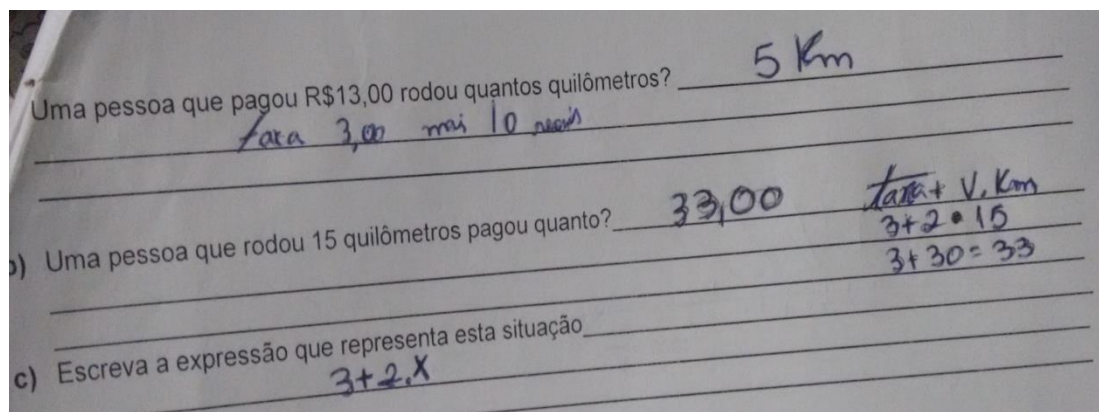 Uma pessoa que pagou R$13,00 rodou quantos quilômetros? 5 Km
taxa 3,00 mai 10 reais
b) Uma pessoa que rodou 15 quilômetros pagou quanto? 33,00
taxa + V. Km
3+2•15
3+30=33
c) Escreva a expressão que representa esta situação
3+2.X